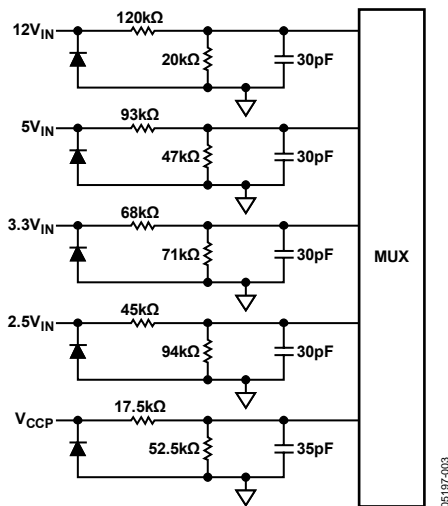 12V_IN 120kΩ
20kΩ 30pF
5V_IN 93kΩ
47kΩ 30pF
3.3V_IN 68kΩ
71kΩ 30pF
MUX
2.5V_IN 45kΩ
94kΩ 30pF
V_CCP 17.5kΩ
52.5kΩ 35pF
05197-003